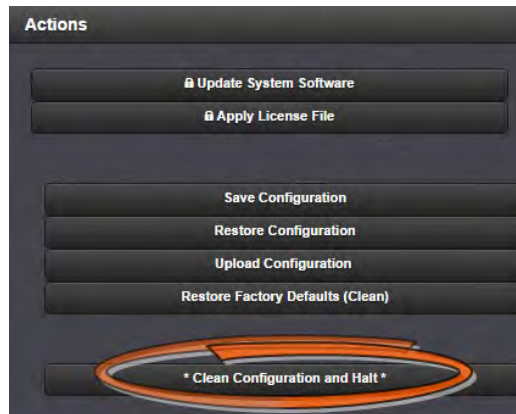 Actions
Update System Software
Apply License File
Save Configuration
Restore Configuration
Upload Configuration
Restore Factory Defaults (Clean)
* Clean Configuration and Halt *